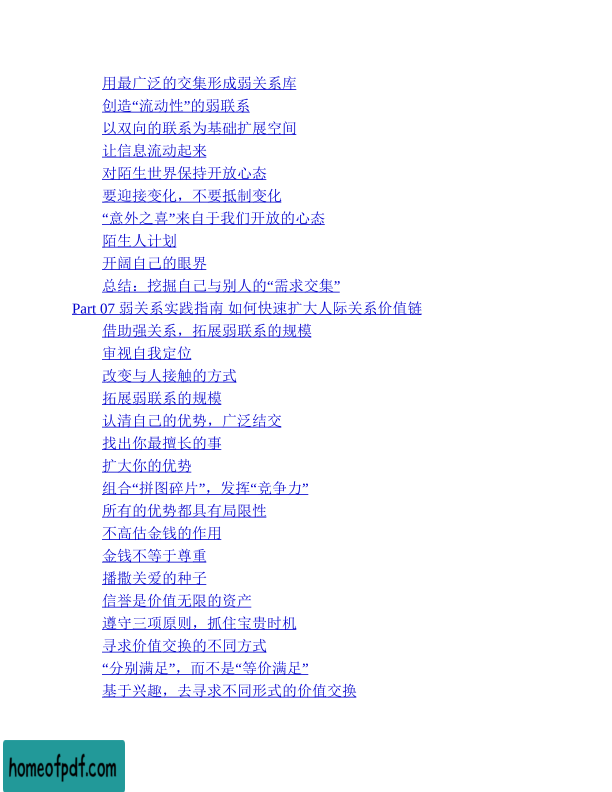 用最广泛的交集形成弱关系库
创造“流动性”的弱联系
以双向的联系为基础扩展空间
让信息流动起来
对陌生世界保持开放心态
要迎接变化，不要抵制变化
“意外之喜”来自于我们开放的心态
陌生人计划
开阔自己的眼界
总结：挖掘自己与别人的“需求交集”
Part 07 弱关系实践指南 如何快速扩大人际关系价值链
借助强关系，拓展弱联系的规模
审视自我定位
改变与人接触的方式
拓展弱联系的规模
认清自己的优势，广泛结交
找出你最擅长的事
扩大你的优势
组合“拼图碎片”，发挥“竞争力”
所有的优势都具有局限性
不高估金钱的作用
金钱不等于尊重
播撒关爱的种子
信誉是价值无限的资产
遵守三项原则，抓住宝贵时机
寻求价值交换的不同方式
“分别满足”，而不是“等价满足”
基于兴趣，去寻求不同形式的价值交换
homeofpdf.com